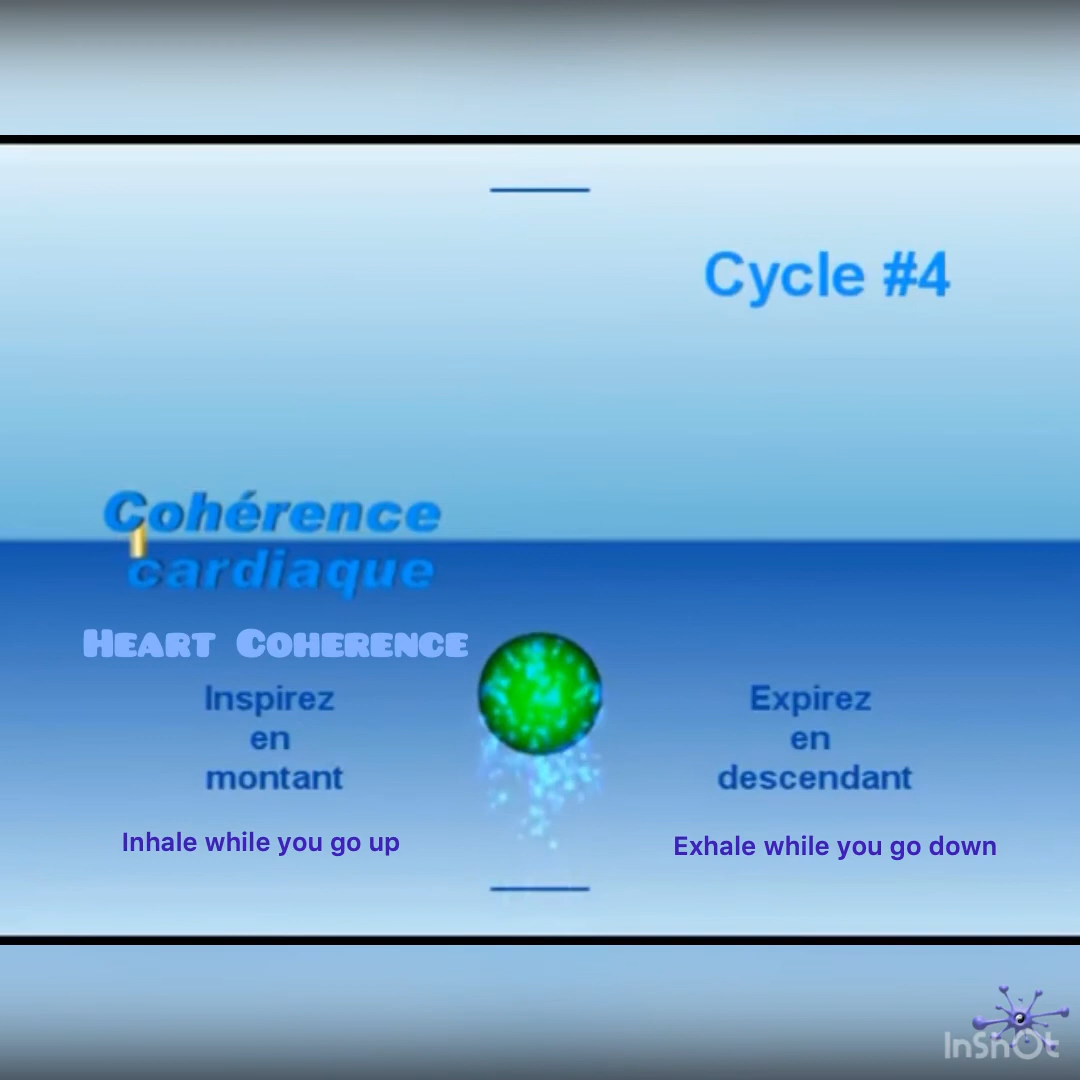 Cycle #4
Cohérence
cardiaque
HEART COHERENCE
Inspirez
en
montant
Expirez
en
descendant
Inhale while you go up
Exhale while you go down
InShOt